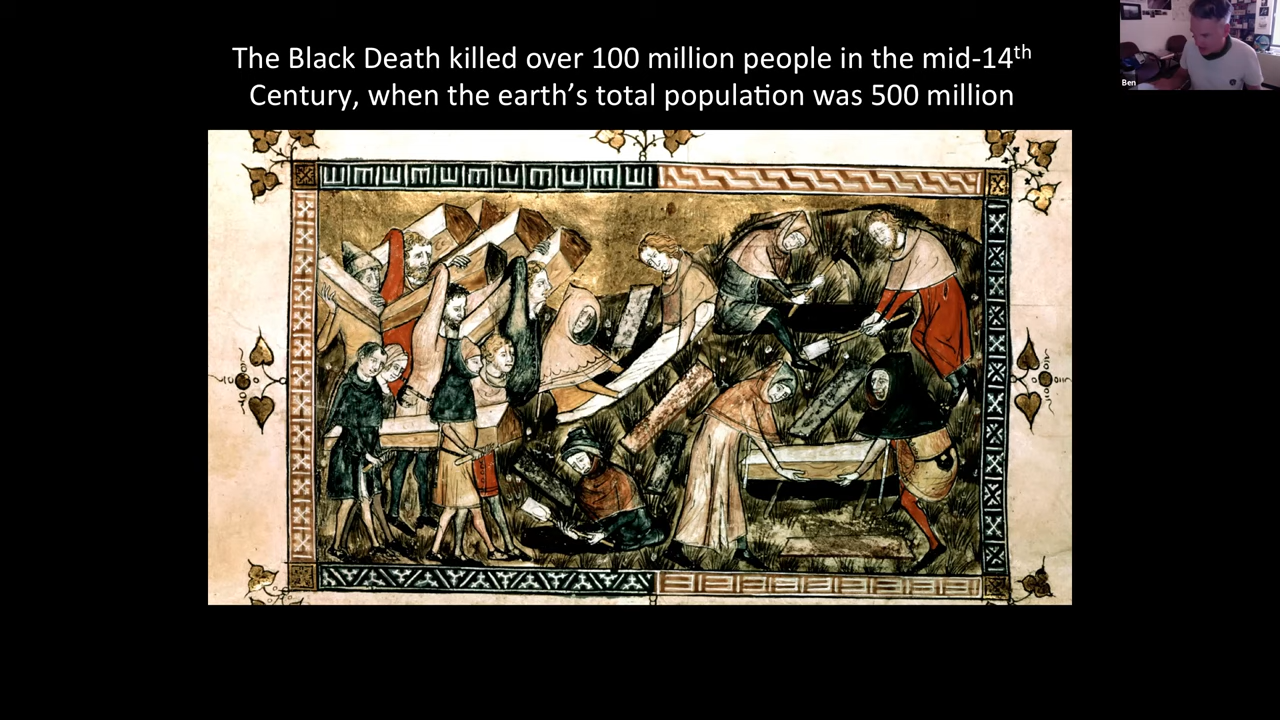 The Black Death killed over 100 million people in the mid-14th
Century, when the earth's total population was 500 million
Ben